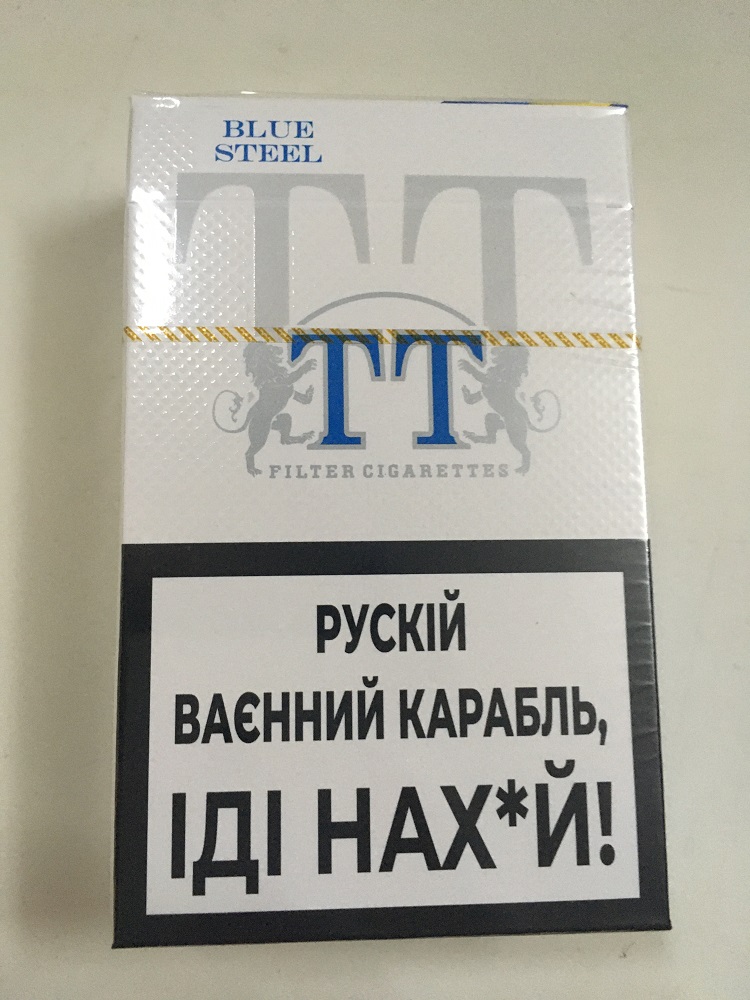 BLUE
STEEL
TT
TT
FILTER CIGARETTES
РУСКІЙ
ВАЄННИЙ КАРАБЛЬ,
ІДІ НАХ*Й!